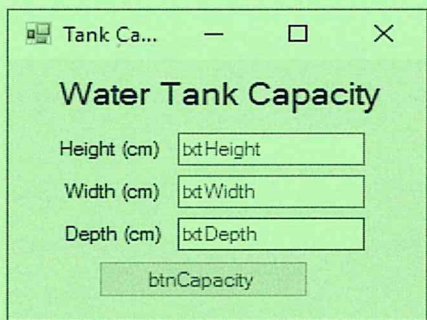 Tank Ca...
Water Tank Capacity
Height (cm) txtHeight
Width (cm) txtWidth
Depth (cm) txtDepth
btnCapacity